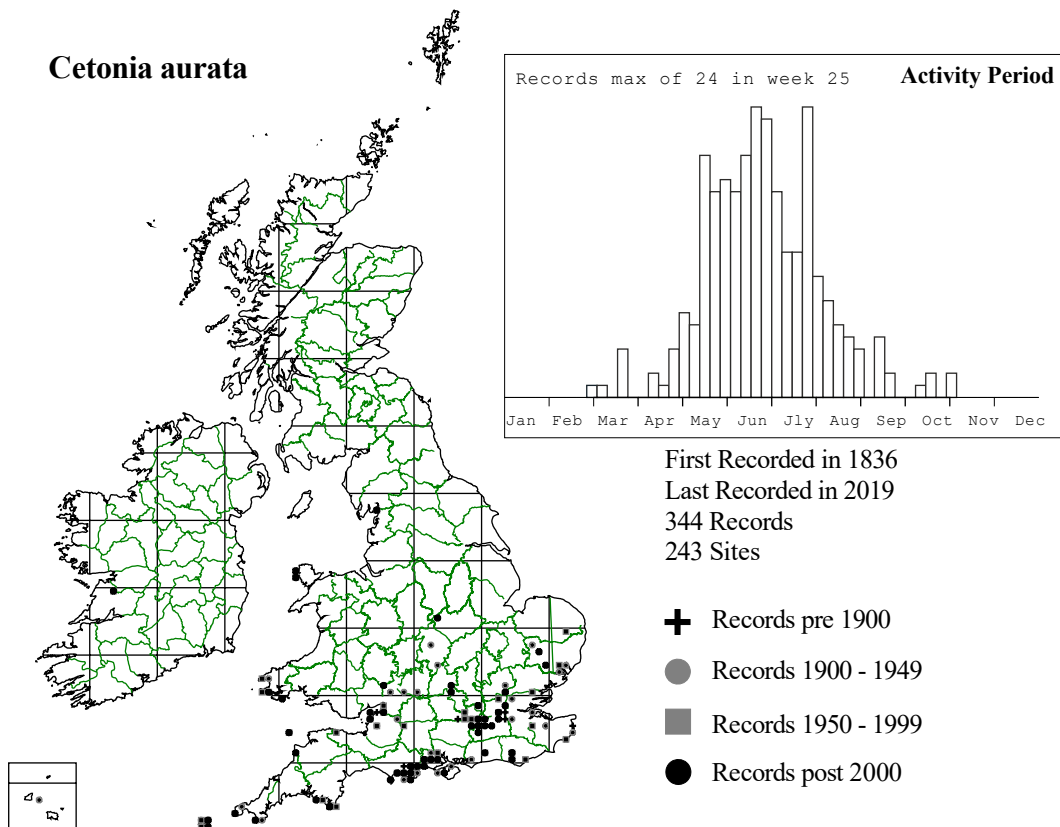 Cetonia aurata
Records max of 24 in week 25
Activity Period
Jan Feb Mar Apr May Jun Jly Aug Sep Oct Nov Dec
First Recorded in 1836
Last Recorded in 2019
344 Records
243 Sites
Records pre 1900
Records 1900 - 1949
Records 1950 - 1999
Records post 2000